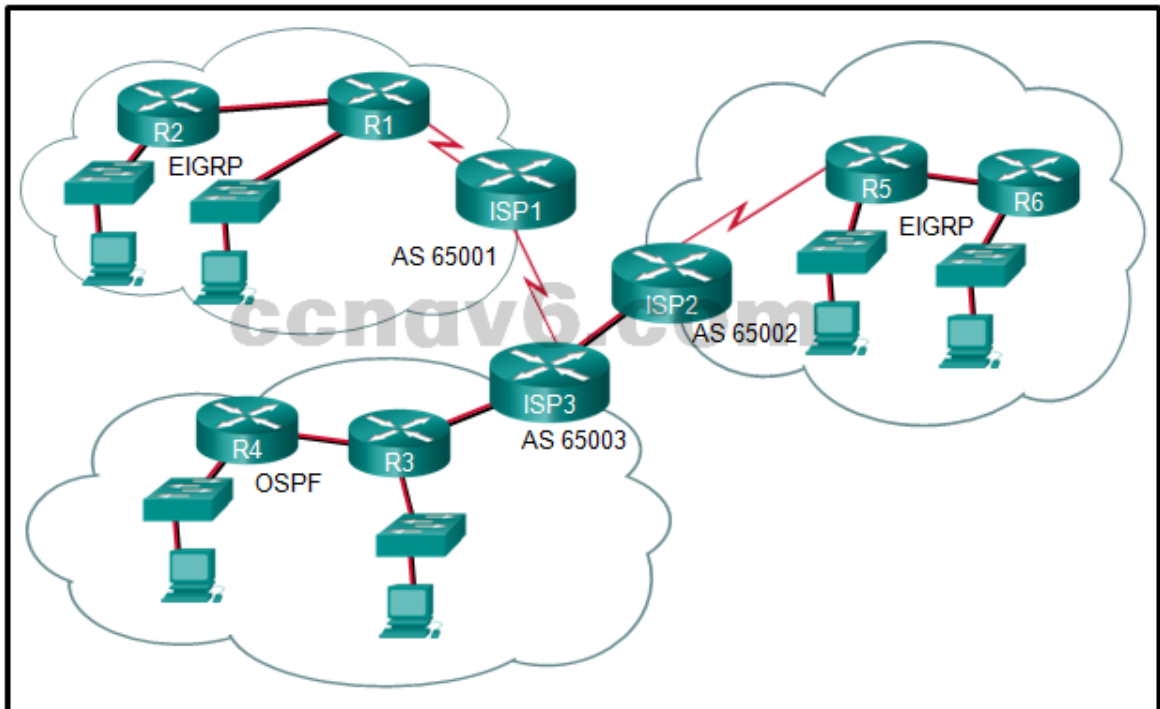 R2
R1
EIGRP
ISP1
AS 65001
R5
R6
EIGRP
ISP2
AS 65002
ccnav6.com
ISP3
AS 65003
R4
R3
OSPF